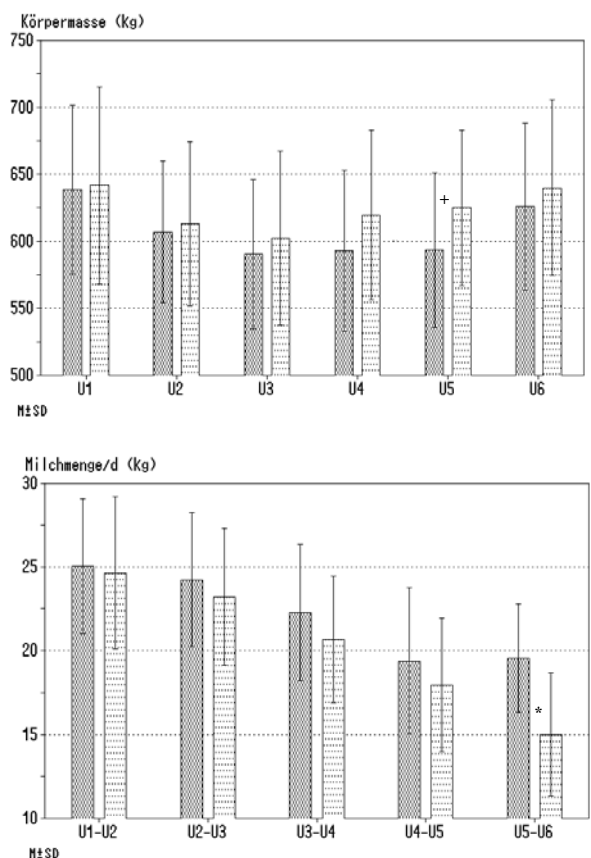 Körpermasse (kg)
750
700
650
600
550
500
+
U1 U2 U3 U4 U5 U6
M±SD
Milchmenge/d (kg)
30
25
20
15
10
*
U1-U2 U2-U3 U3-U4 U4-U5 U5-U6
M±SD